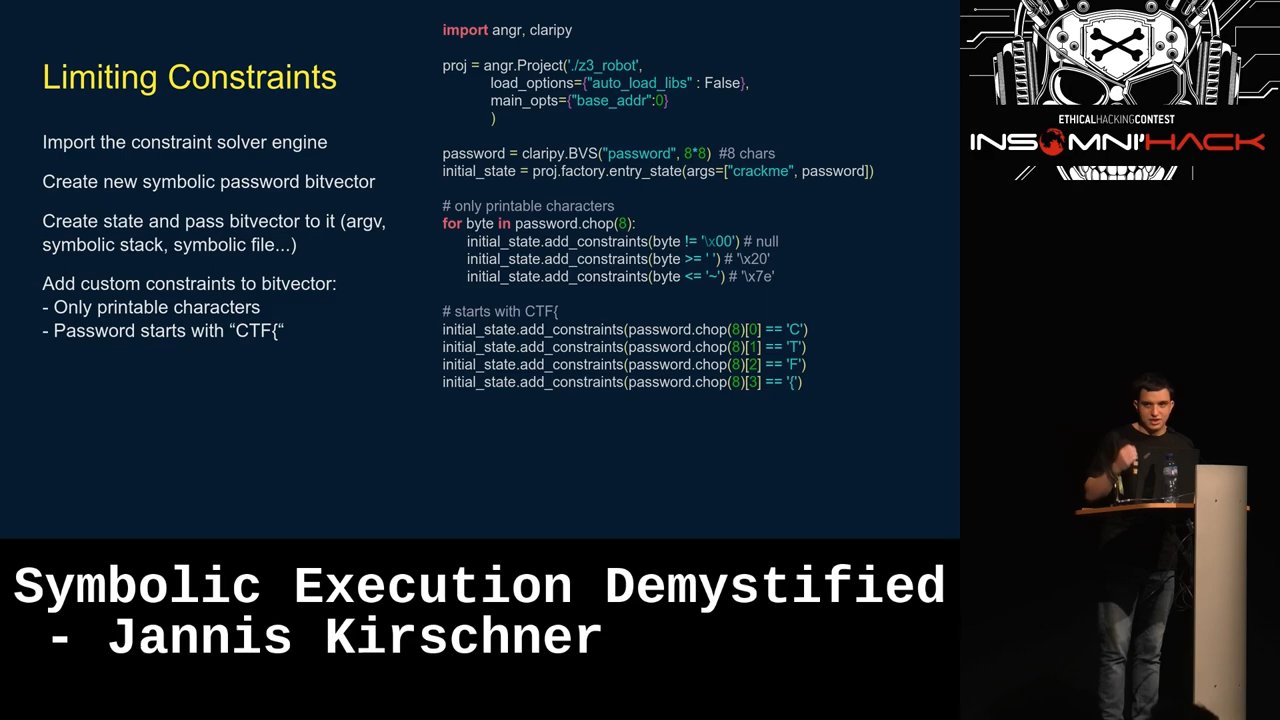 Limiting Constraints
Import the constraint solver engine
Create new symbolic password bitvector
Create state and pass bitvector to it (argv,
symbolic stack, symbolic file...)
Add custom constraints to bitvector:
- Only printable characters
- Password starts with “CTF{“
import angr, claripy
proj = angr.Project('./z3_robot',
load_options={"auto_load_libs" : False},
main_opts={"base_addr":0}
)
password = claripy.BVS("password", 8*8)  #8 chars
initial_state = proj.factory.entry_state(args=["crackme", password])
# only printable characters
for byte in password.chop(8):
initial_state.add_constraints(byte != '\x00') # null
initial_state.add_constraints(byte >= ' ') # '\x20'
initial_state.add_constraints(byte <= '~') # '\x7e'
# starts with CTF{
initial_state.add_constraints(password.chop(8)[0] == 'C')
initial_state.add_constraints(password.chop(8)[1] == 'T')
initial_state.add_constraints(password.chop(8)[2] == 'F')
initial_state.add_constraints(password.chop(8)[3] == '{')
ETHICALHACKINGCONTEST
INSOMNI'HACK
Symbolic Execution Demystified
- Jannis Kirschner